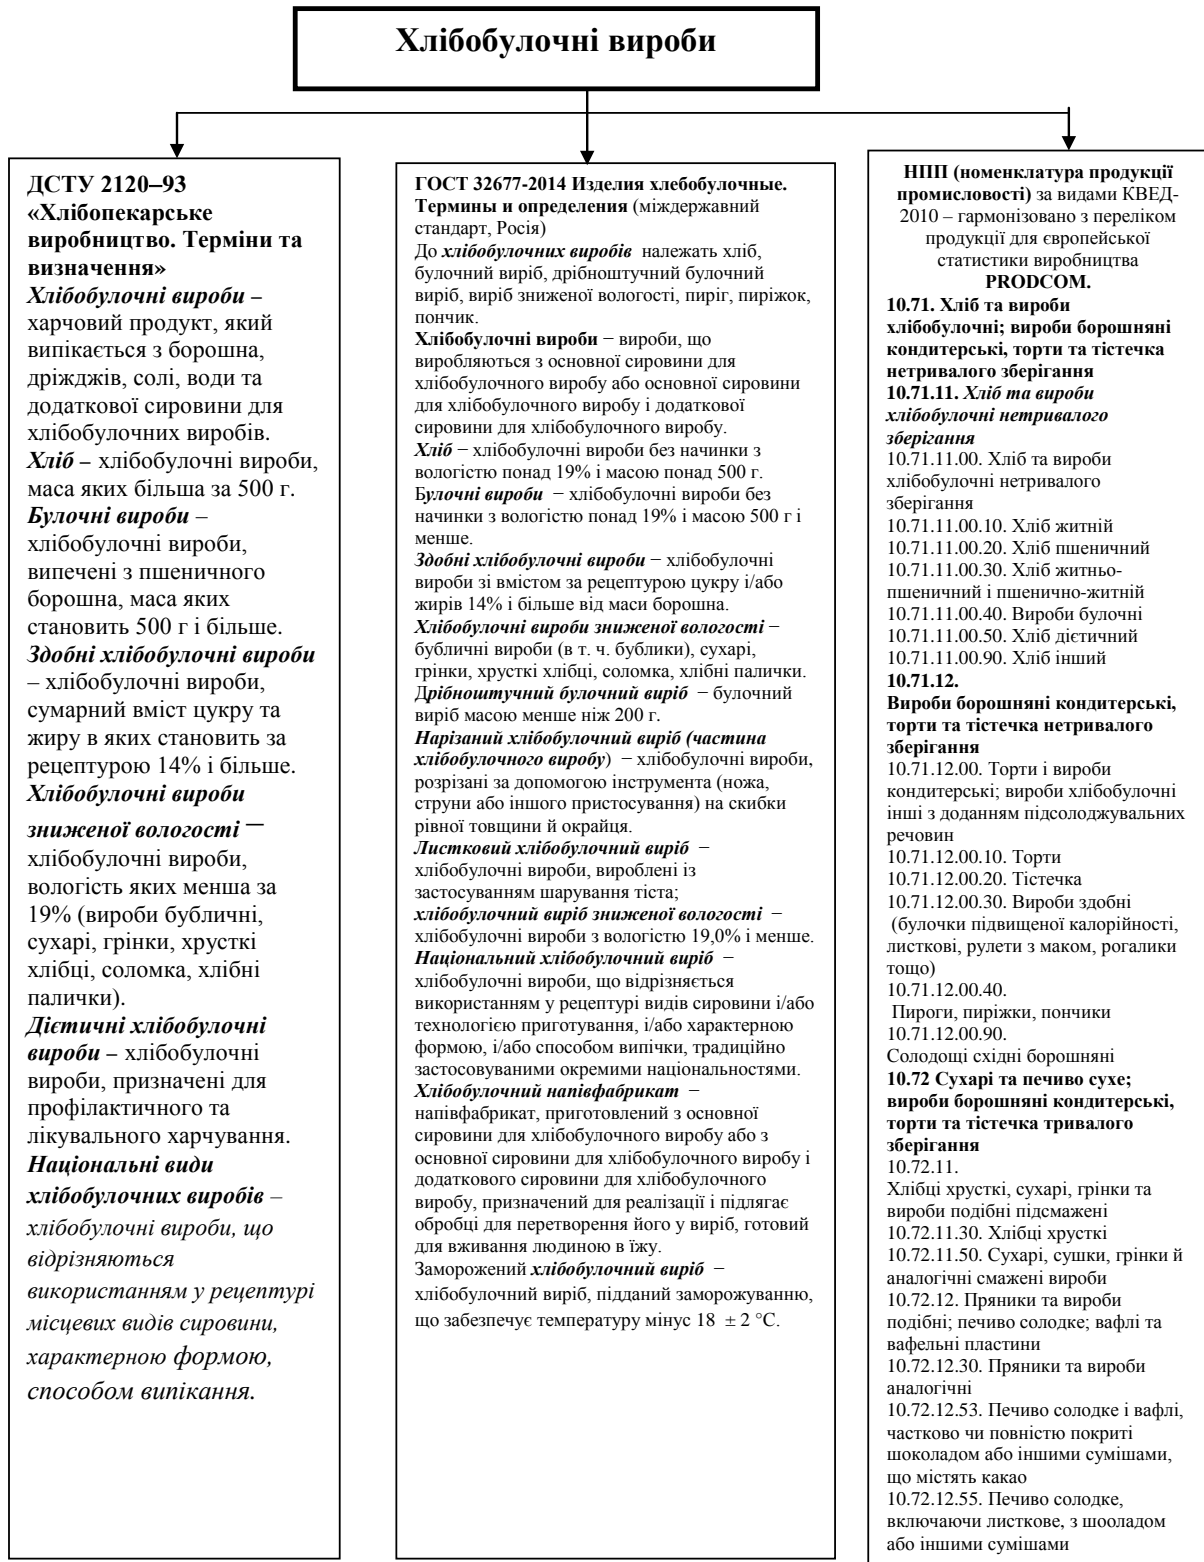 Хлібобулочні вироби
ДСТУ 2120–93
«Хлібопекарське
виробництво. Терміни та
визначення»
Хлібобулочні вироби –
харчовий продукт, який
випікається з борошна,
дріжджів, солі, води та
додаткової сировини для
хлібобулочних виробів.
Хліб – хлібобулочні вироби,
маса яких більша за 500 г.
Булочні вироби –
хлібобулочні вироби,
випечені з пшеничного
борошна, маса яких
становить 500 г і більше.
Здобні хлібобулочні вироби
– хлібобулочні вироби,
сумарний вміст цукру та
жиру в яких становить за
рецептурою 14% і більше.
Хлібобулочні вироби
зниженої вологості –
хлібобулочні вироби,
вологість яких менша за
19% (вироби бубличні,
сухарі, грінки, хрусткі
хлібці, соломка, хлібні
палички).
Дієтичні хлібобулочні
вироби – хлібобулочні
вироби, призначені для
профілактичного та
лікувального харчування.
Національні види
хлібобулочних виробів –
хлібобулочні вироби, що
відрізняються
використанням у рецептурі
місцевих видів сировини,
характерною формою,
способом випікання.
ГОСТ 32677-2014 Изделия хлебобулочные.
Термины и определения (міждержавний
стандарт, Росія)
До хлібобулочних виробів належать хліб,
булочний виріб, дрібноштучний булочний
виріб, виріб зниженої вологості, пиріг, пиріжок,
пончик.
Хлібобулочні вироби − вироби, що
виробляються з основної сировини для
хлібобулочного виробу або основної сировини
для хлібобулочного виробу і додаткової
сировини для хлібобулочного виробу.
Хліб − хлібобулочні вироби без начинки з
вологістю понад 19% і масою понад 500 г.
Булочні вироби − хлібобулочні вироби без
начинки з вологістю понад 19% і масою 500 г і
менше.
Здобні хлібобулочні вироби − хлібобулочні
вироби зі вмістом за рецептурою цукру і/або
жирів 14% і більше від маси борошна.
Хлібобулочні вироби зниженої вологості −
бубличні вироби (в т. ч. бублики), сухарі,
грінки, хрусткі хлібці, соломка, хлібні палички.
Дрібноштучний булочний виріб − булочний
виріб масою менше ніж 200 г.
Нарізаний хлібобулочний виріб (частина
хлібобулочного виробу) − хлібобулочні вироби,
розрізані за допомогою інструмента (ножа,
струни або іншого пристосування) на скибки
рівної товщини й окрайця.
Листковий хлібобулочний виріб −
хлібобулочні вироби, вироблені із
застосуванням шарування тіста;
хлібобулочний виріб зниженої вологості −
хлібобулочні вироби з вологістю 19,0% і менше.
Національний хлібобулочний виріб −
хлібобулочні вироби, що відрізняється
використанням у рецептурі видів сировини і/або
технологією приготування, і/або характерною
формою, і/або способом випічки, традиційно
застосовуваними окремими національностями.
Хлібобулочний напівфабрикат −
напівфабрикат, приготовлений з основної
сировини для хлібобулочного виробу або з
основної сировини для хлібобулочного виробу і
додаткового сировини для хлібобулочного
виробу, призначений для реалізації і підлягає
обробці для перетворення його у виріб, готовий
для вживання людиною в їжу.
Заморожений хлібобулочний виріб −
хлібобулочний виріб, підданий заморожуванню,
що забезпечує температуру мінус 18 ± 2 °С.
НПП (номенклатура продукції
промисловості) за видами КВЕД-
2010 – гармонізовано з переліком
продукції для європейської
статистики виробництва
PRODCOM.
10.71. Хліб та вироби
хлібобулочні; вироби борошняні
кондитерські, торти та тістечка
нетривалого зберігання
10.71.11. Хліб та вироби
хлібобулочні нетривалого
зберігання
10.71.11.00. Хліб та вироби
хлібобулочні нетривалого
зберігання
10.71.11.00.10. Хліб житній
10.71.11.00.20. Хліб пшеничний
10.71.11.00.30. Хліб житньо-
пшеничний і пшенично-житній
10.71.11.00.40. Вироби булочні
10.71.11.00.50. Хліб дієтичний
10.71.11.00.90. Хліб інший
10.71.12.
Вироби борошняні кондитерські,
торти та тістечка нетривалого
зберігання
10.71.12.00. Торти і вироби
кондитерські; вироби хлібобулочні
інші з доданням підсолоджувальних
речовин
10.71.12.00.10. Торти
10.71.12.00.20. Тістечка
10.71.12.00.30. Вироби здобні
(булочки підвищеної калорійності,
листкові, рулети з маком, рогалики
тощо)
10.71.12.00.40.
Пироги, пиріжки, пончики
10.71.12.00.90.
Солодощі східні борошняні
10.72 Сухарі та печиво сухе;
вироби борошняні кондитерські,
торти та тістечка тривалого
зберігання
10.72.11.
Хлібці хрусткі, сухарі, грінки та
вироби подібні підсмажені
10.72.11.30. Хлібці хрусткі
10.72.11.50. Сухарі, сушки, грінки й
аналогічні смажені вироби
10.72.12. Пряники та вироби
подібні; печиво солодке; вафлі та
вафельні пластини
10.72.12.30. Пряники та вироби
аналогічні
10.72.12.53. Печиво солодке і вафлі,
частково чи повністю покриті
шоколадом або іншими сумішами,
що містять какао
10.72.12.55. Печиво солодке,
включаючи листкове, з шооладом
або іншими сумішами